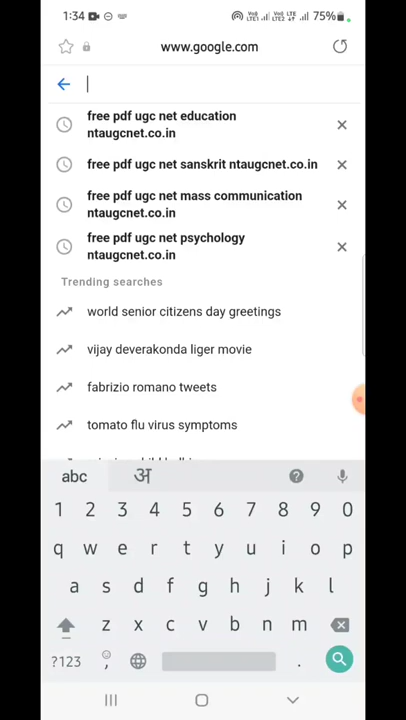 1:34 75%
www.google.com
free pdf ugc net education
ntaugcnet.co.in
free pdf ugc net sanskrit ntaugcnet.co.in
free pdf ugc net mass communication
ntaugcnet.co.in
free pdf ugc net psychology
ntaugcnet.co.in
Trending searches
world senior citizens day greetings
vijay deverakonda liger movie
fabrizio romano tweets
tomato flu virus symptoms
abc अ ?
1 2 3 4 5 6 7 8 9 0
q w e r t y u i o p
a s d f g h j k l
z x c v b n m
?123 , .